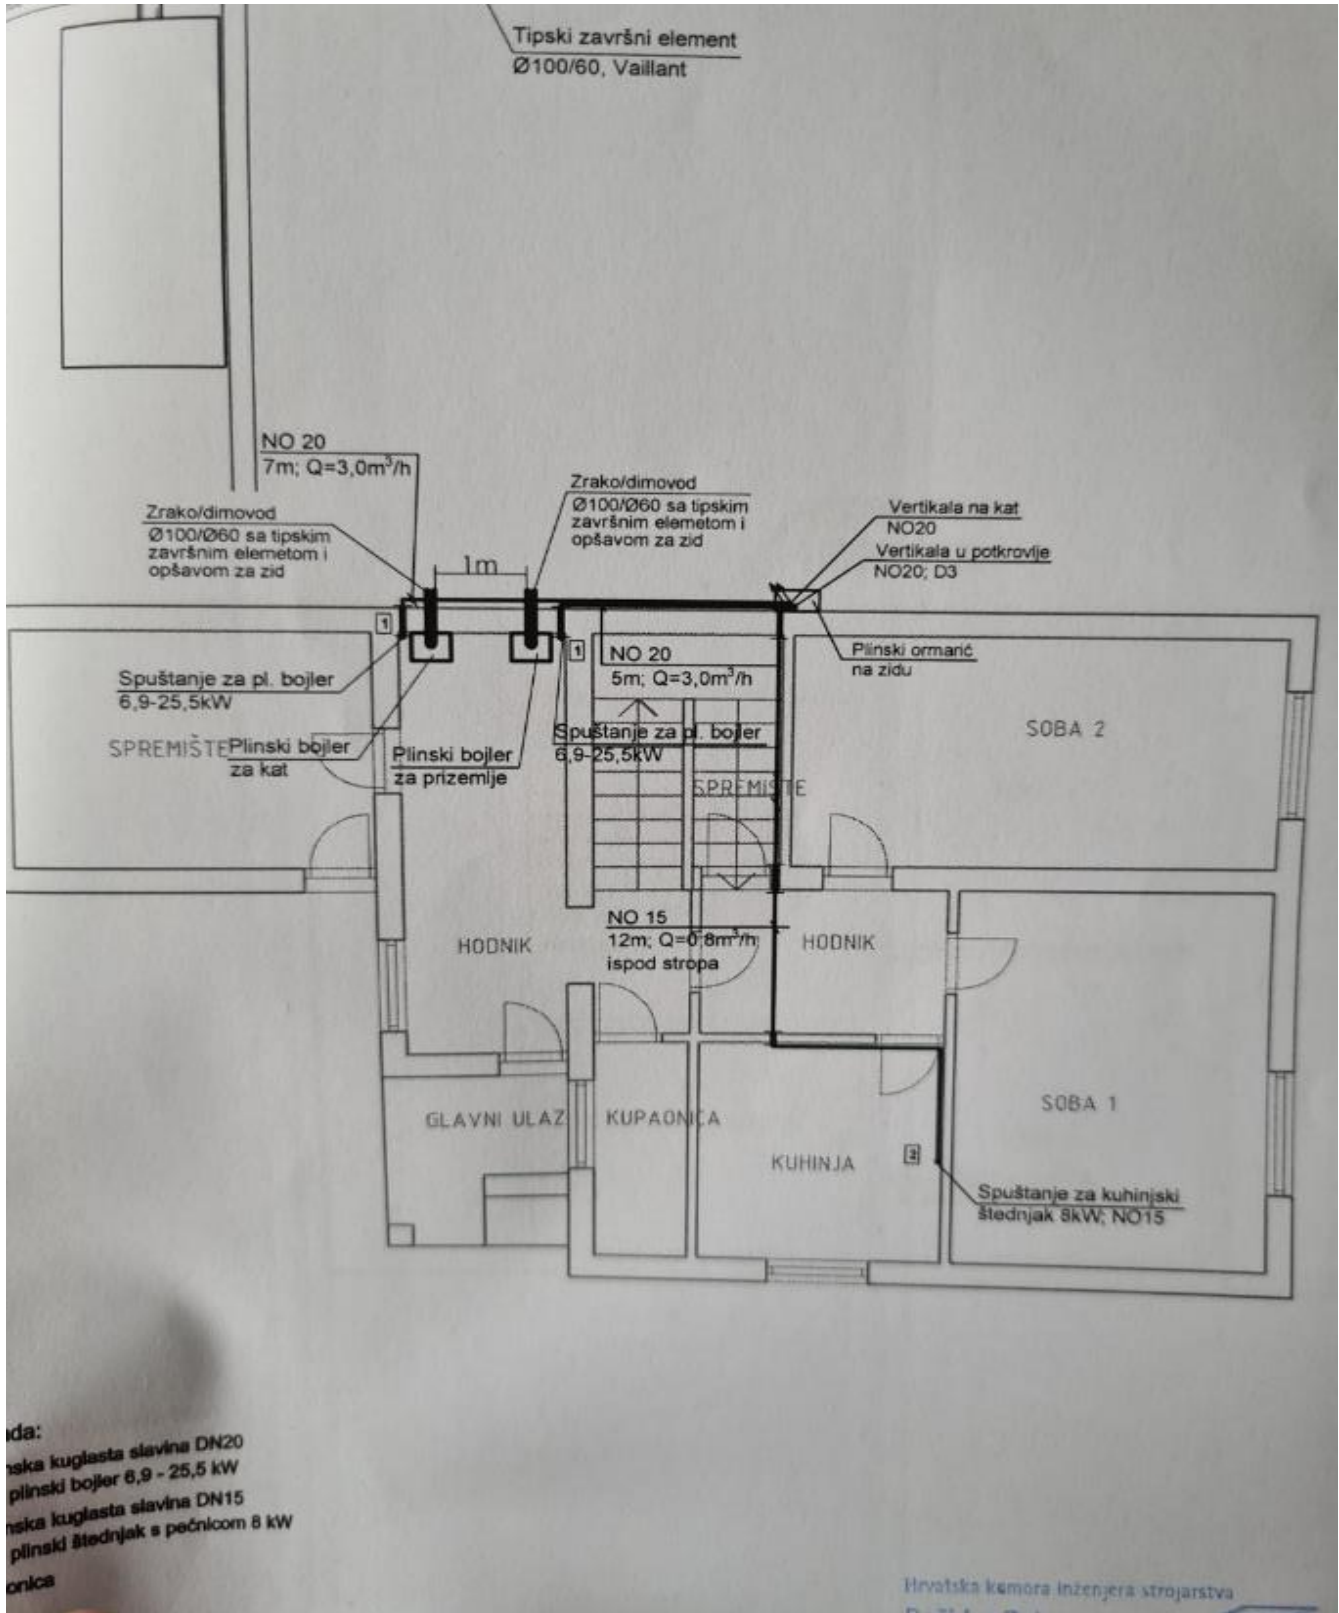 Tipski završni element
Ø100/60, Vaillant
NO 20
7m; Q=3,0m³/h
Zrako/dimovod
Ø100/Ø60 sa tipskim
završnim elemetom i
opšavom za zid
1m
Zrako/dimovod
Ø100/Ø60 sa tipskim
završnim elemetom i
opšavom za zid
Vertikala na kat
NO20
Vertikala u potkrovlje
NO20; D3
1
1
Plinski ormarić
na zidu
NO 20
5m; Q=3,0m³/h
Spuštanje za pl. bojler
6,9-25,5kW
SPREMIŠTE
Plinski bojler
za kat
Plinski bojler
za prizemlje
Spuštanje za pl. bojler
6,9-25,5kW
SPREMIŠTE
SOBA 2
HODNIK
NO 15
12m; Q=0,8m³/h
ispod stropa
HODNIK
GLAVNI ULAZ
KUPAONICA
KUHINJA
2
SOBA 1
Spuštanje za kuhinjski
štednjak 8kW; NO15
da:
nska kuglasta slavina DN20
plinski bojler 6,9 - 25,5 kW
nska kuglasta slavina DN15
plinski štednjak s pećnicom 8 kW
onica
Hrvatska komora inženjera strojarstva